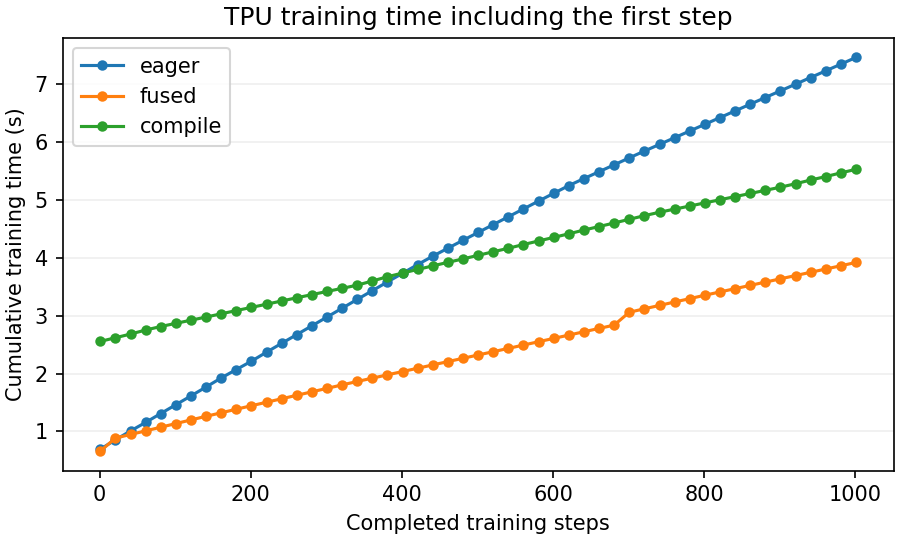 TPU training time including the first step
eager
fused
compile
Cumulative training time (s)
7
6
5
4
3
2
1
0 200 400 600 800 1000
Completed training steps